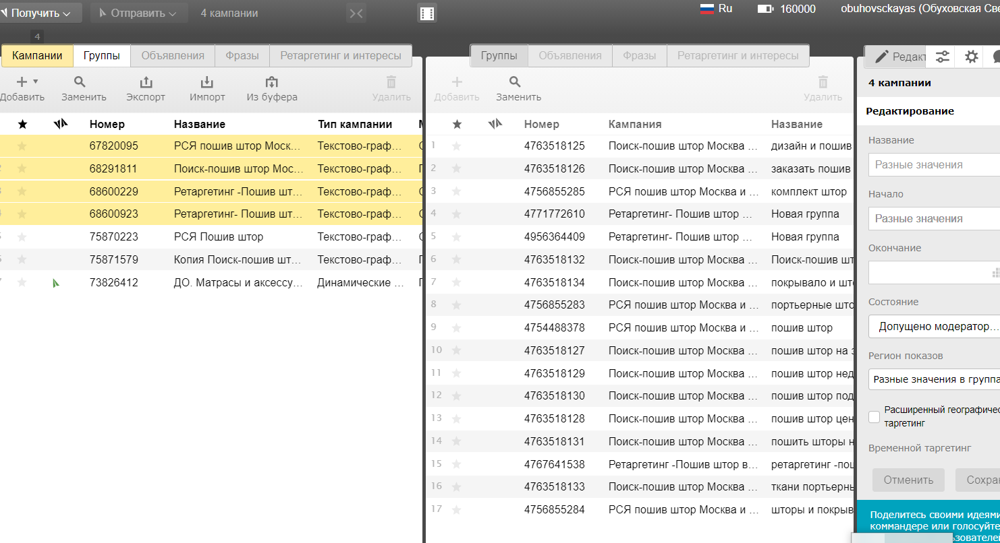 Получить Отправить 4 кампании Ru 160000 obuhovsckayas (Обуховская Све
4
Кампании Группы Объявления Фразы Ретаргетинг и интересы
Добавить Заменить Экспорт Импорт Из буфера Удалить
Номер Название Тип кампании
67820095 РСЯ пошив штор Моск... Текстово-граф...
68291811 Поиск-пошив штор Мос... Текстово-граф...
68600229 Ретаргетинг -Пошив шт... Текстово-граф...
68600923 Ретаргетинг- Пошив шт... Текстово-граф...
75870223 РСЯ Пошив штор Текстово-граф...
75871579 Копия Поиск-пошив шт... Текстово-граф...
73826412 ДО. Матрасы и аксессу... Динамические ...
Группы Объявления Фразы Ретаргетинг и интересы
Добавить Заменить Удалить
Номер Кампания Название
1 4763518125 Поиск-пошив штор Москва ... дизайн и пошив
2 4763518126 Поиск-пошив штор Москва ... заказать пошив
3 4756855285 РСЯ пошив штор Москва и ... комплект штор
4 4771772610 Ретаргетинг- Пошив штор ... Новая группа
5 4956364409 Ретаргетинг- Пошив штор ... Новая группа
6 4763518132 Поиск-пошив штор Москва ... Поиск-пошив шт
7 4763518134 Поиск-пошив штор Москва ... покрывало и што
8 4756855283 РСЯ пошив штор Москва и ... портьерные што
9 4754488378 РСЯ пошив штор Москва и ... пошив штор
10 4763518127 Поиск-пошив штор Москва ... пошив штор на з
11 4763518129 Поиск-пошив штор Москва ... пошив штор нед
12 4763518130 Поиск-пошив штор Москва ... пошив штор под
13 4763518128 Поиск-пошив штор Москва ... пошив штор цен
14 4763518131 Поиск-пошив штор Москва ... пошить шторы н
15 4767641538 Ретаргетинг -Пошив штор в... ретаргетинг -пош
16 4763518133 Поиск-пошив штор Москва ... ткани портьерны
17 4756855284 РСЯ пошив штор Москва и ... шторы и покрыв
Редакт
4 кампании
Редактирование
Название
Разные значения
Начало
Разные значения
Окончание
Состояние
Допущено модератор...
Регион показов
Разные значения в группа
Расширенный географичес
таргетинг
Временной таргетинг
Отменить Сохра
Поделитесь своими идеями
коммандере или голосуйте